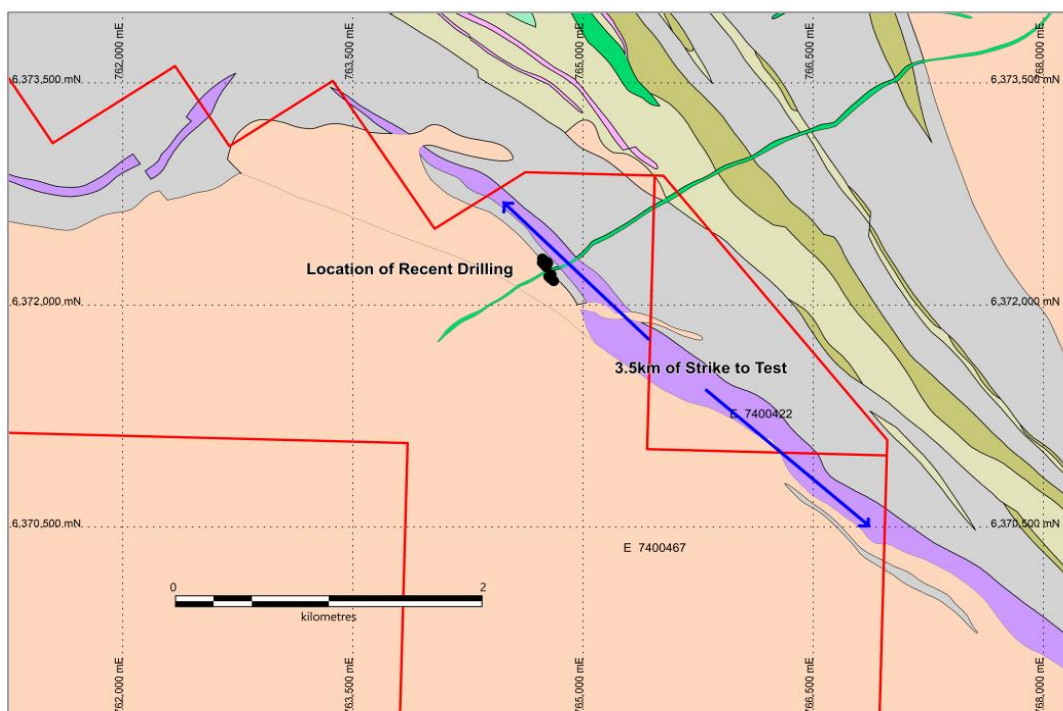 762,000 mE
763,500 mE
765,000 mE
766,500 mE
768,000 mE
6,373,500 mN
6,373,500 mN
Location of Recent Drilling
6,372,000 mN
6,372,000 mN
3.5km of Strike to Test
E 7400422
6,370,500 mN
6,370,500 mN
E 7400467
0
2
kilometres
762,000 mE
763,500 mE
765,000 mE
766,500 mE
768,000 mE